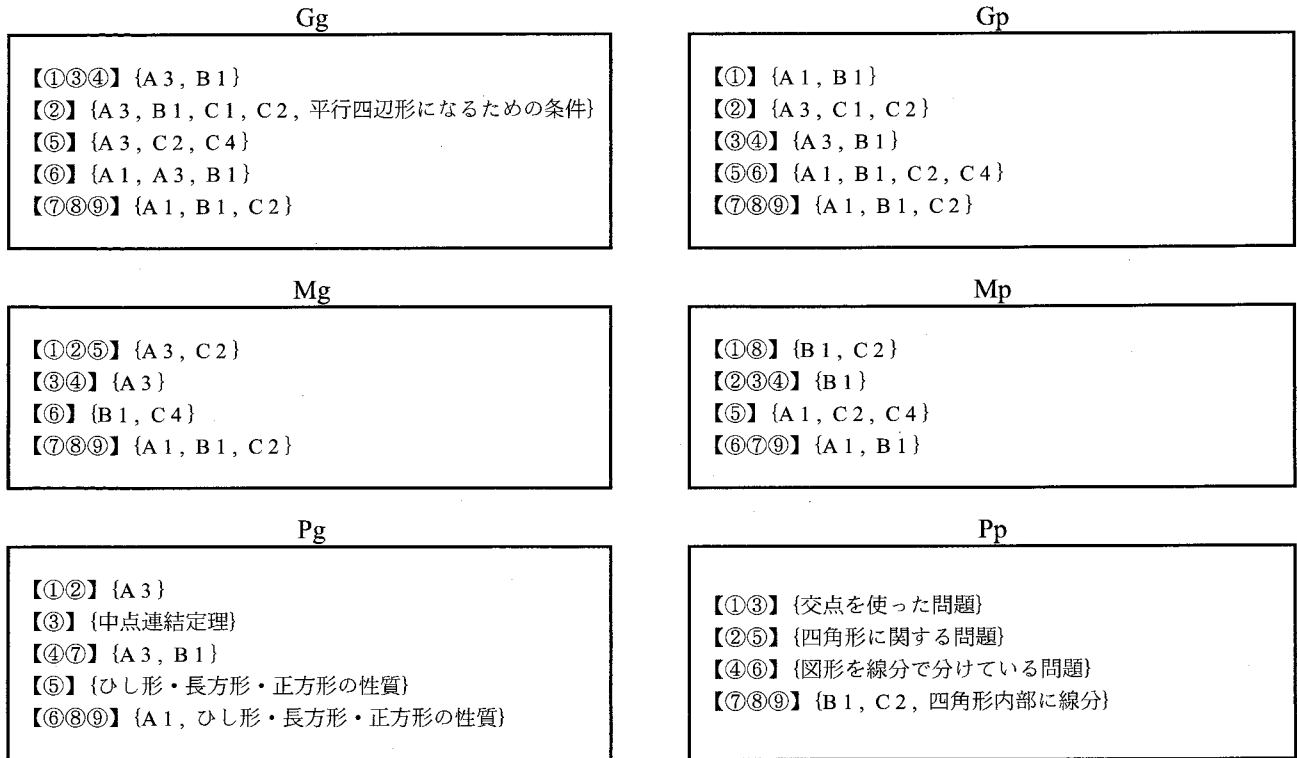 Gg
【①③④】{A3, B1}
【②】{A3, B1, C1, C2, 平行四辺形になるための条件}
【⑤】{A3, C2, C4}
【⑥】{A1, A3, B1}
【⑦⑧⑨】{A1, B1, C2}
Gp
【①】{A1, B1}
【②】{A3, C1, C2}
【③④】{A3, B1}
【⑤⑥】{A1, B1, C2, C4}
【⑦⑧⑨】{A1, B1, C2}
Mg
【①②⑤】{A3, C2}
【③④】{A3}
【⑥】{B1, C4}
【⑦⑧⑨】{A1, B1, C2}
Mp
【①⑧】{B1, C2}
【②③④】{B1}
【⑤】{A1, C2, C4}
【⑥⑦⑨】{A1, B1}
Pg
【①②】{A3}
【③】{中点連結定理}
【④⑦】{A3, B1}
【⑤】{ひし形・長方形・正方形の性質}
【⑥⑧⑨】{A1, ひし形・長方形・正方形の性質}
Pp
【①③】{交点を使った問題}
【②⑤】{四角形に関する問題}
【④⑥】{図形を線分で分けている問題}
【⑦⑧⑨】{B1, C2, 四角形内部に線分}